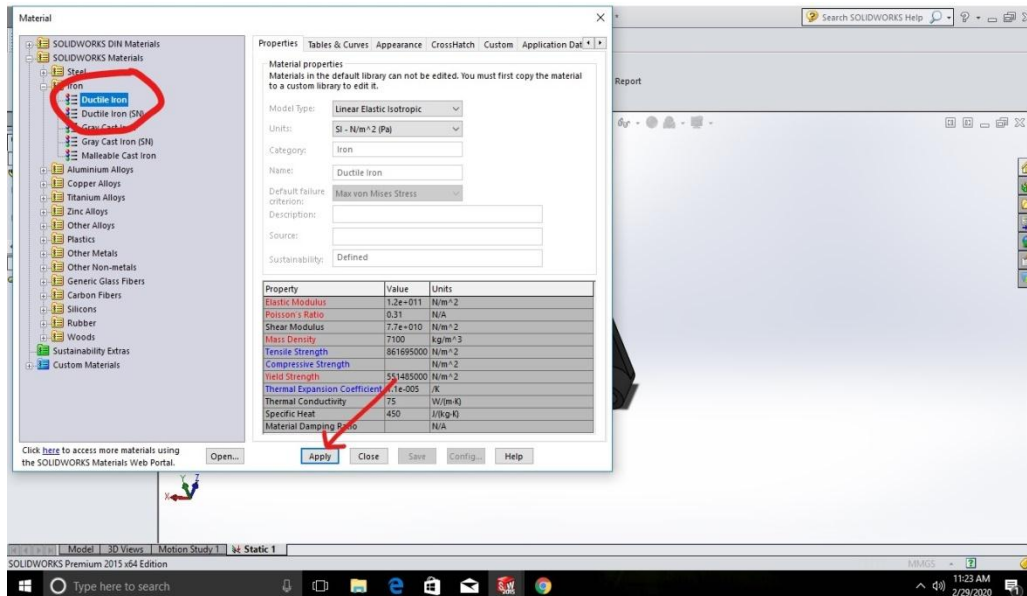 Material
Search SOLIDWORKS Help
SOLIDWORKS DIN Materials
SOLIDWORKS Materials
Steel
Iron
Ductile Iron
Ductile Iron (SN)
Gray Cast Iron
Gray Cast Iron (SN)
Malleable Cast Iron
Aluminium Alloys
Copper Alloys
Titanium Alloys
Zinc Alloys
Other Alloys
Plastics
Other Metals
Other Non-metals
Generic Glass Fibers
Carbon Fibers
Silicons
Rubber
Woods
Sustainability Extras
Custom Materials
Click here to access more materials using
the SOLIDWORKS Materials Web Portal.
Open...
Properties Tables & Curves Appearance CrossHatch Custom Application Dat
Material properties
Materials in the default library can not be edited. You must first copy the material
to a custom library to edit it.
Model Type: Linear Elastic Isotropic
Units: SI - N/m^2 (Pa)
Category: Iron
Name: Ductile Iron
Default failure
criterion: Max von Mises Stress
Description:
Source:
Sustainability: Defined
Property Value Units
Elastic Modulus 1.2e+011 N/m^2
Poisson's Ratio 0.31 N/A
Shear Modulus 7.7e+010 N/m^2
Mass Density 7100 kg/m^3
Tensile Strength 861695000 N/m^2
Compressive Strength N/m^2
Yield Strength 551485000 N/m^2
Thermal Expansion Coefficient 1.1e-005 /K
Thermal Conductivity 75 W/(m·K)
Specific Heat 450 J/(kg·K)
Material Damping Ratio N/A
Apply Close Save Config... Help
Report
X Y Z
Model 3D Views Motion Study 1 Static 1
SOLIDWORKS Premium 2015 x64 Edition
MMGS
Type here to search
11:23 AM
2/29/2020